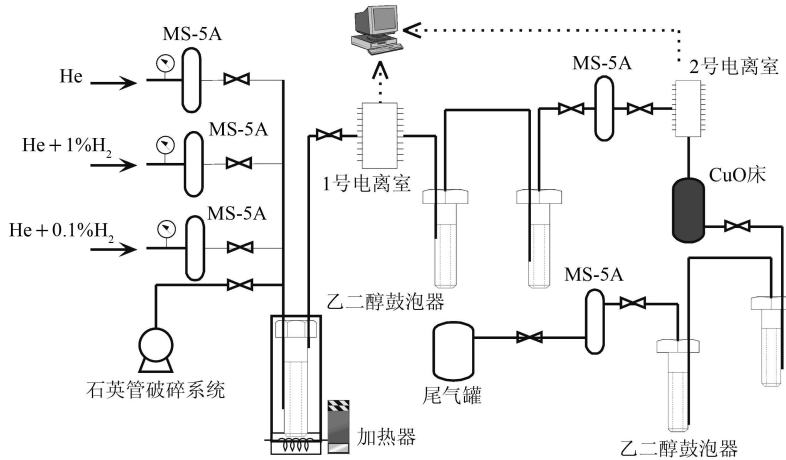 MS-5A
He
MS-5A
He+1%H₂
MS-5A
He+0.1%H₂
石英管破碎系统
加热器
1号电离室
乙二醇鼓泡器
MS-5A
2号电离室
CuO床
MS-5A
尾气罐
乙二醇鼓泡器